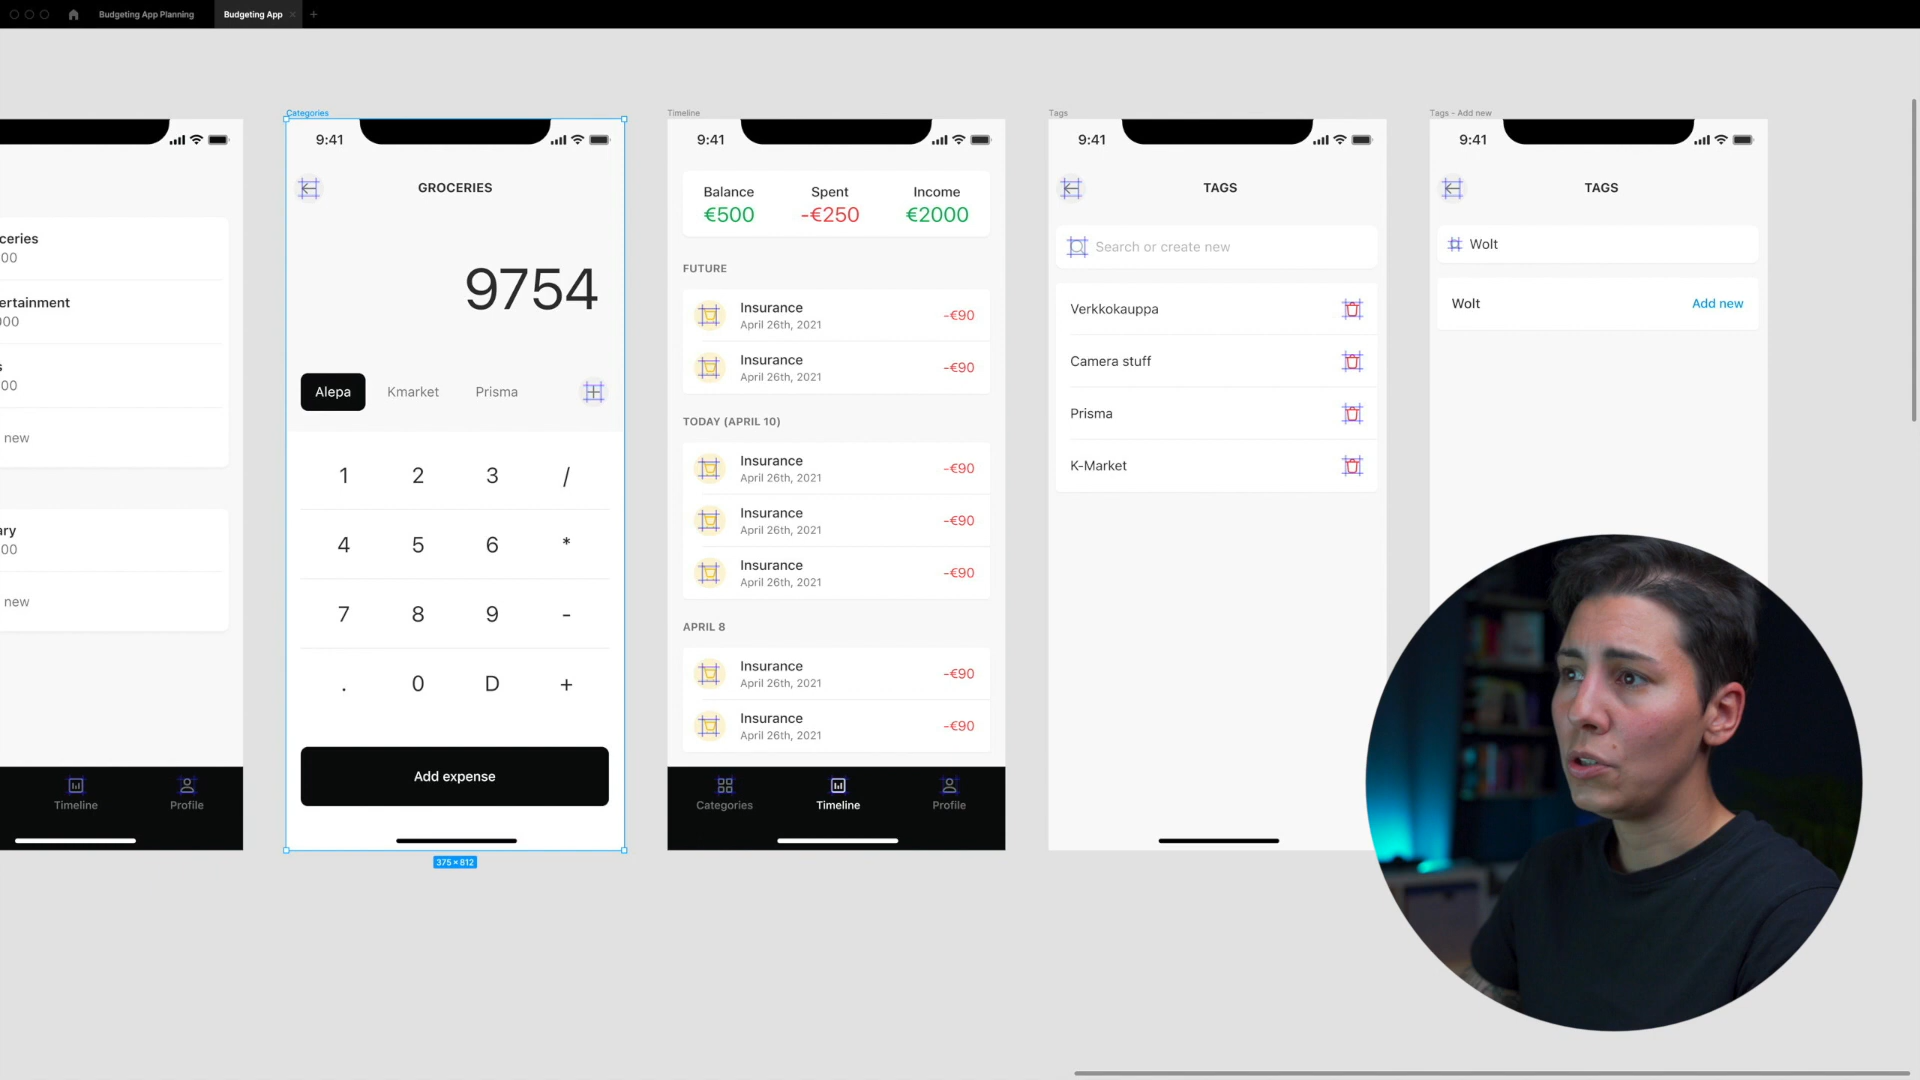 Budgeting App Planning
Budgeting App
ceries
00
ertainment
000
s
00
new
ary
00
new
Timeline
Profile
Categories
9:41
GROCERIES
9754
Alepa Kmarket Prisma
1 2 3 /
4 5 6 *
7 8 9 -
. 0 D +
Add expense
375 × 812
Timeline
9:41
Balance Spent Income
€500 -€250 €2000
FUTURE
Insurance
April 26th, 2021
-€90
Insurance
April 26th, 2021
-€90
TODAY (APRIL 10)
Insurance
April 26th, 2021
-€90
Insurance
April 26th, 2021
-€90
Insurance
April 26th, 2021
-€90
APRIL 8
Insurance
April 26th, 2021
-€90
Insurance
April 26th, 2021
-€90
Categories
Timeline
Profile
Tags
9:41
TAGS
Search or create new
Verkkokauppa
Camera stuff
Prisma
K-Market
Tags - Add new
9:41
TAGS
Wolt
Wolt Add new